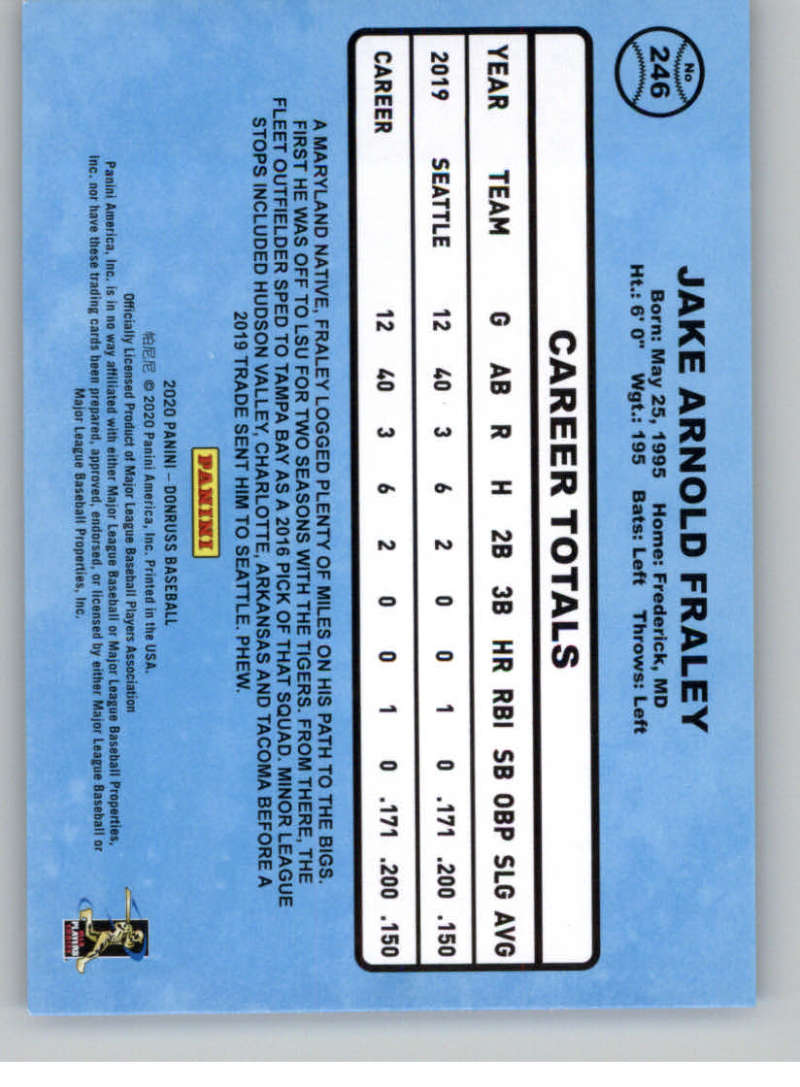 No
246
JAKE ARNOLD FRALEY
Born: May 25, 1995 Home: Frederick, MD
Ht.: 6' 0" Wgt.: 195 Bats: Left Throws: Left
CAREER TOTALS
YEAR TEAM G AB R H 2B 3B HR RBI SB OBP SLG AVG
2019 SEATTLE 12 40 3 6 2 0 0 1 0 .171 .200 .150
CAREER 12 40 3 6 2 0 0 1 0 .171 .200 .150
A MARYLAND NATIVE, FRALEY LOGGED PLENTY OF MILES ON HIS PATH TO THE BIGS.
FIRST HE WAS OFF TO LSU FOR TWO SEASONS WITH THE TIGERS. FROM THERE, THE
FLEET OUTFIELDER SPED TO TAMPA BAY AS A 2016 PICK OF THAT SQUAD. MINOR LEAGUE
STOPS INCLUDED HUDSON VALLEY, CHARLOTTE, ARKANSAS AND TACOMA BEFORE A
2019 TRADE SENT HIM TO SEATTLE. PHEW.
PANINI
2020 PANINI – DONRUSS BASEBALL
帕尼尼 © 2020 Panini America, Inc. Printed in the USA.
Officially Licensed Product of Major League Baseball Players Association
Panini America, Inc. is in no way affiliated with either Major League Baseball or Major League Baseball Properties,
Inc. nor have these trading cards been prepared, approved, endorsed, or licensed by either Major League Baseball or
Major League Baseball Properties, Inc.
PLAYERS